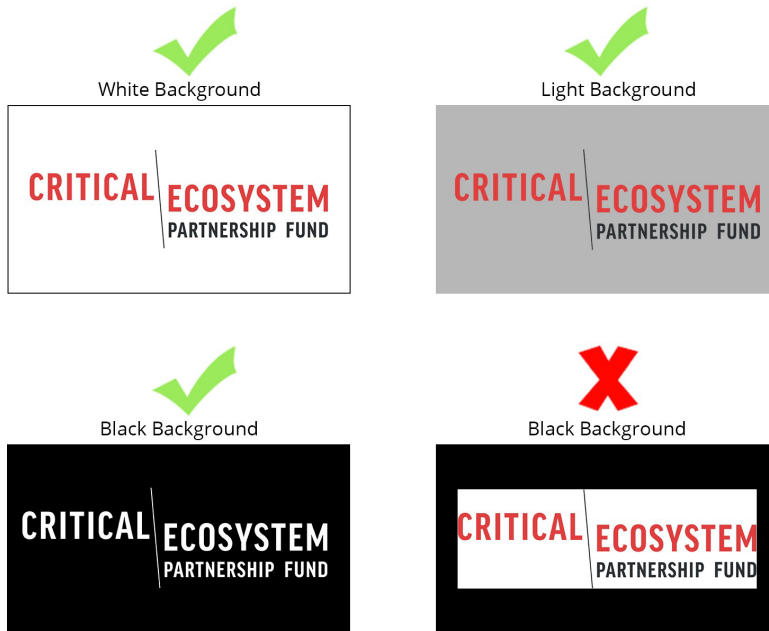 White Background
CRITICAL
ECOSYSTEM
PARTNERSHIP FUND
Light Background
CRITICAL
ECOSYSTEM
PARTNERSHIP FUND
Black Background
CRITICAL
ECOSYSTEM
PARTNERSHIP FUND
Black Background
CRITICAL
ECOSYSTEM
PARTNERSHIP FUND